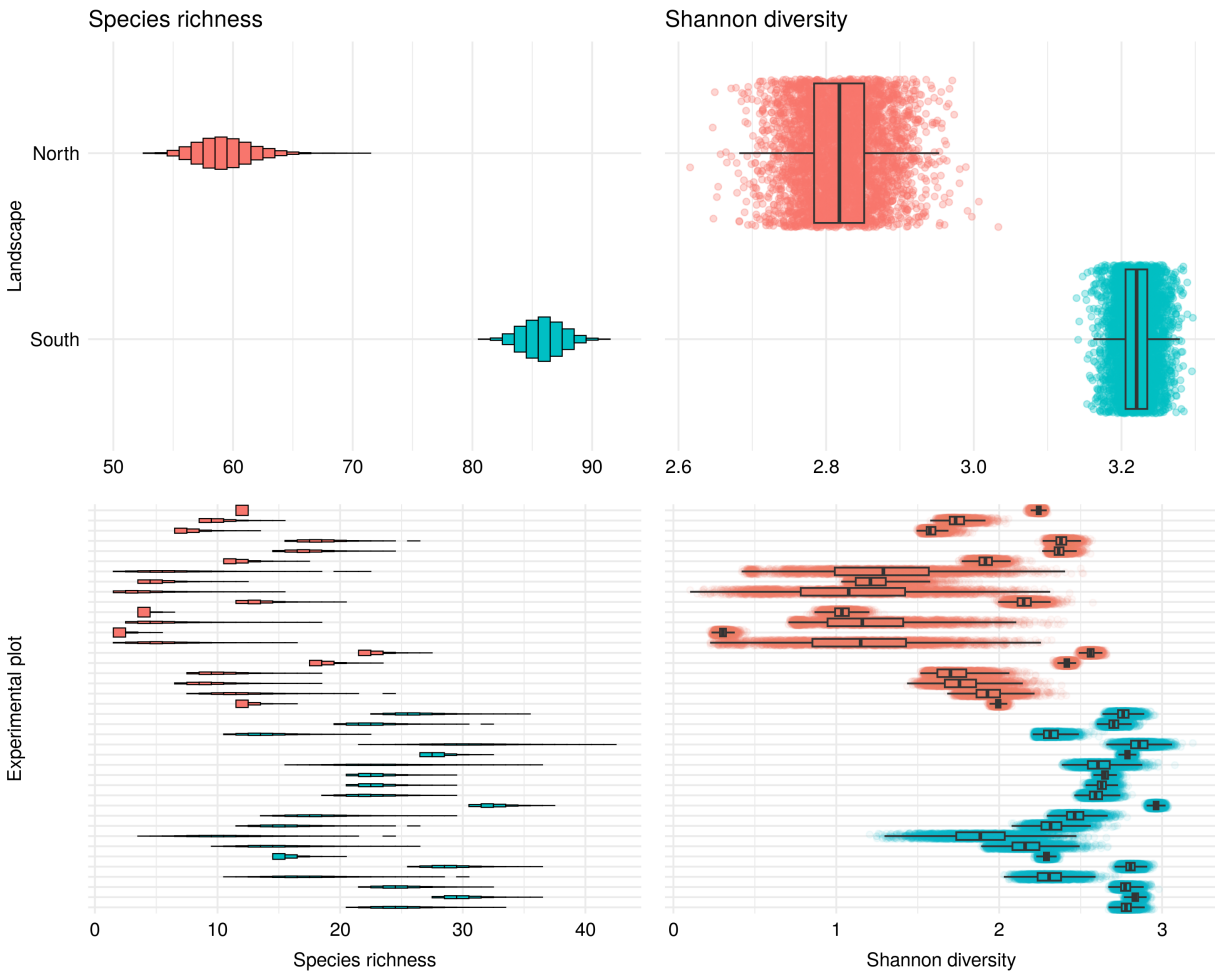 Species richness
Shannon diversity
Landscape
North
South
50 60 70 80 90
2.6 2.8 3.0 3.2
Experimental plot
0 10 20 30 40
0 1 2 3
Species richness
Shannon diversity